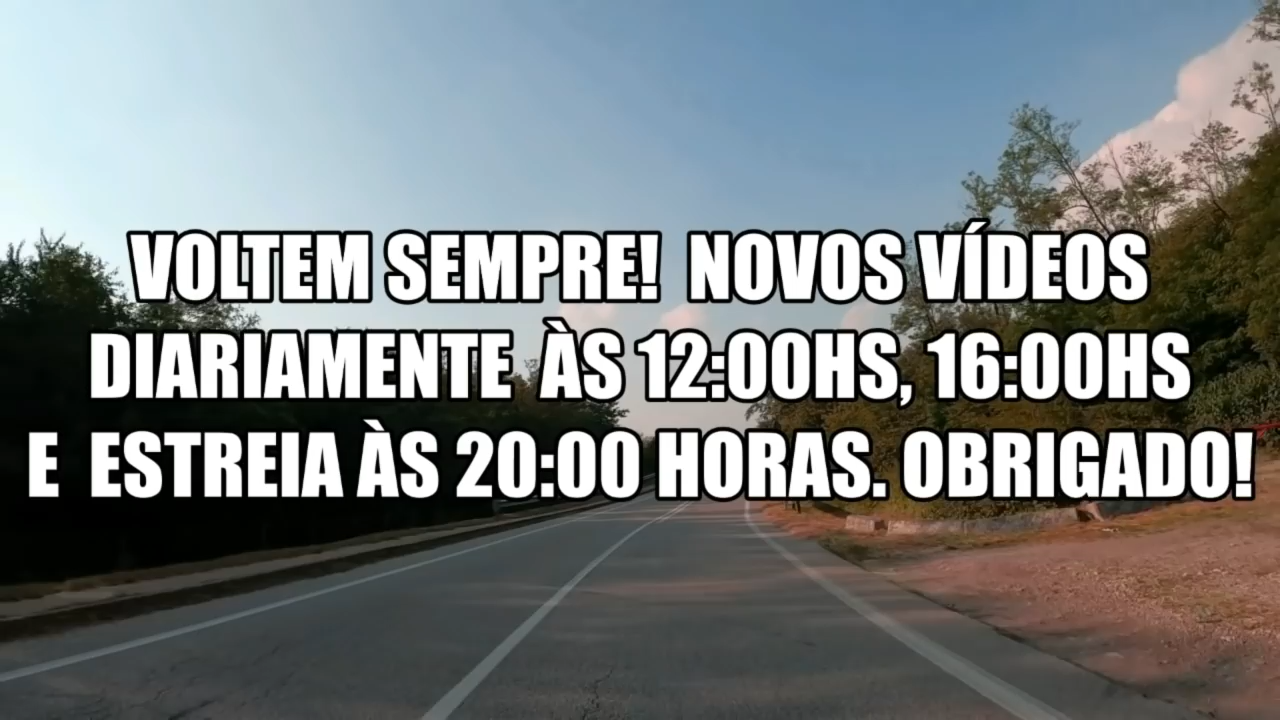 VOLTEM SEMPRE! NOVOS VÍDEOS
DIARIAMENTE ÀS 12:00HS, 16:00HS
E ESTREIA ÀS 20:00 HORAS. OBRIGADO!